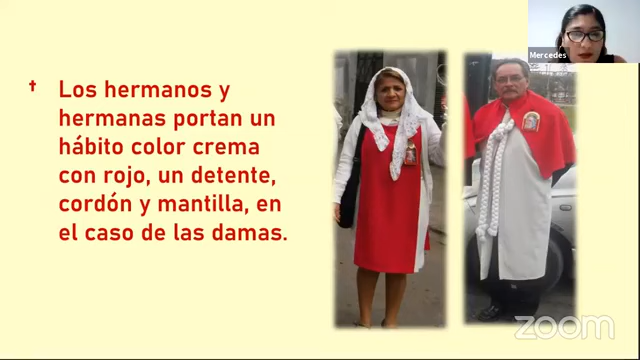 Mercedes
✝ Los hermanos y
hermanas portan un
hábito color crema
con rojo, un detente,
cordón y mantilla, en
el caso de las damas.
zoom